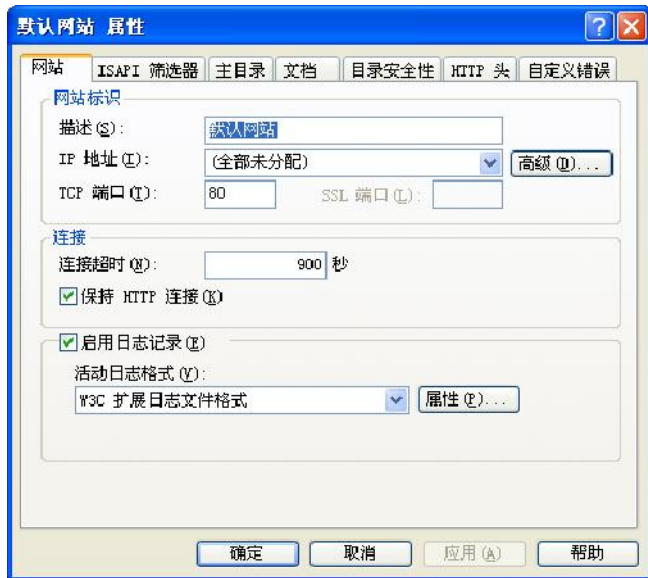 默认网站 属性
网站 ISAPI 筛选器 主目录 文档 目录安全性 HTTP 头 自定义错误
网站标识
描述(S): 默认网站
IP 地址(I): (全部未分配) 高级(D)...
TCP 端口(T): 80 SSL 端口(L):
连接
连接超时(N): 900 秒
保持 HTTP 连接(K)
启用日志记录(E)
活动日志格式(V):
W3C 扩展日志文件格式 属性(P)...
确定 取消 应用(A) 帮助